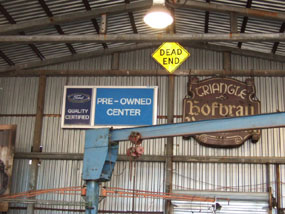 DEAD
END
Ford
QUALITY
CERTIFIED
PRE-OWNED
CENTER
TRIANGLE
Hofbrau